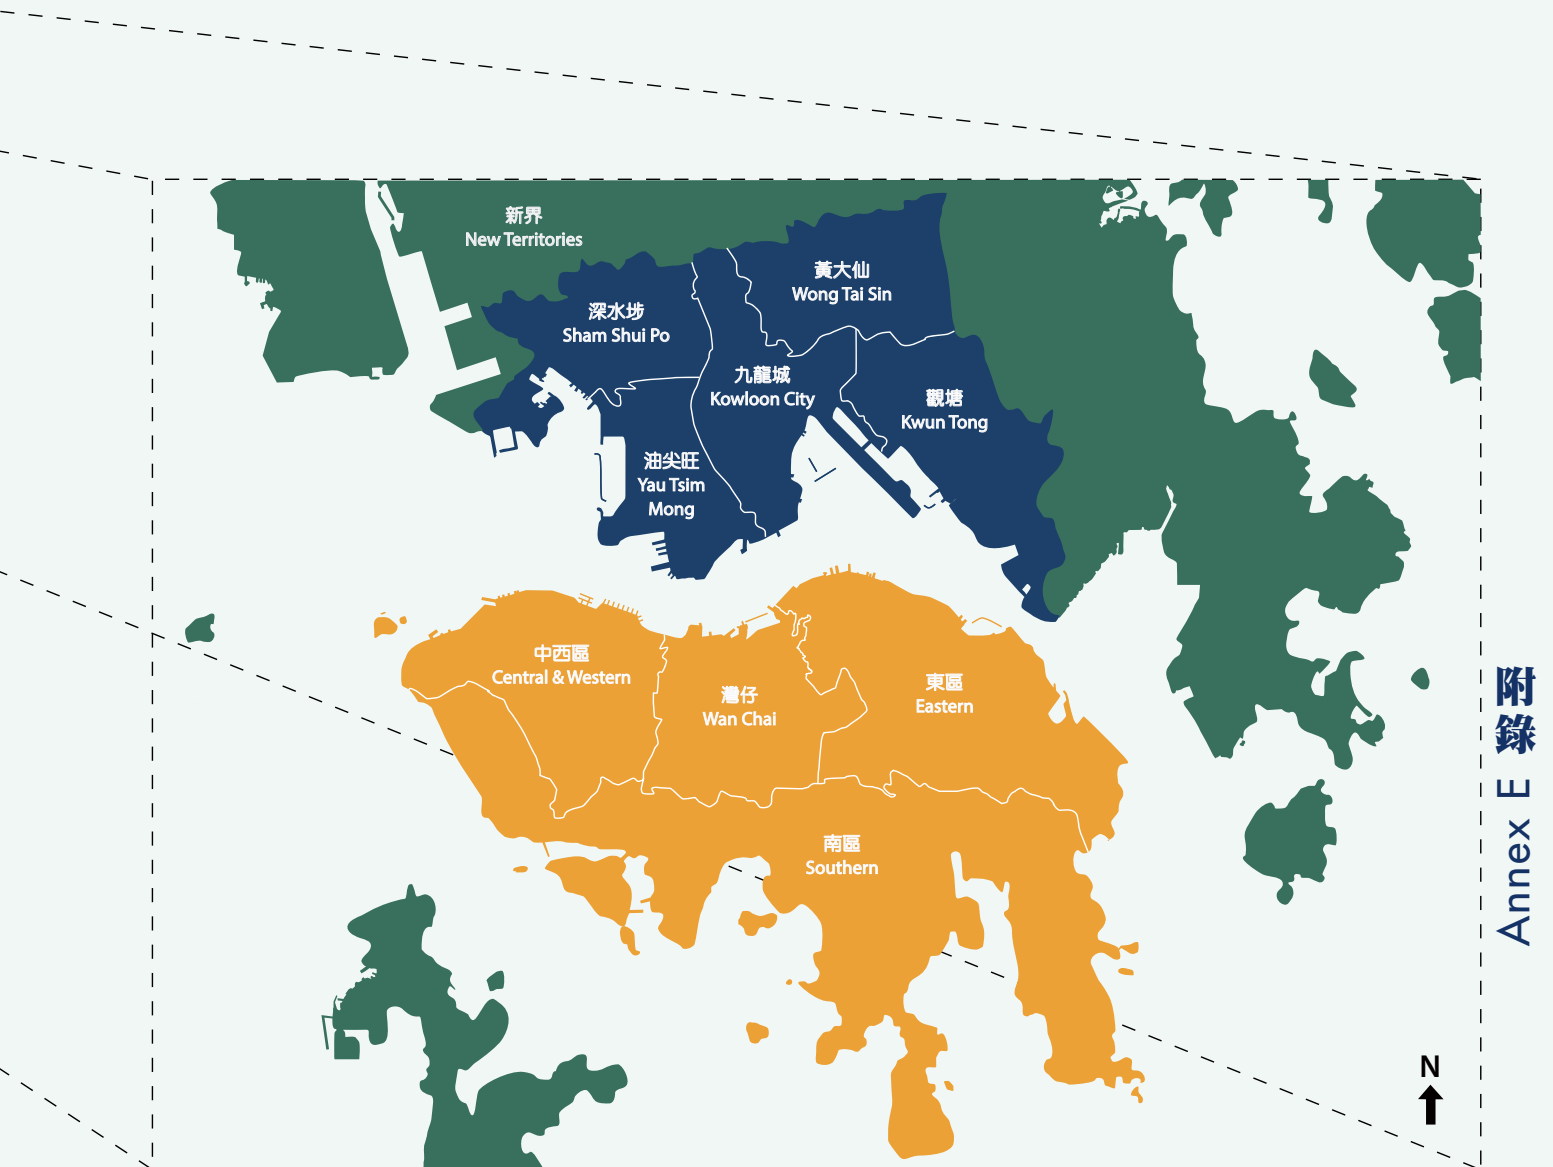 新界
New Territories
黃大仙
Wong Tai Sin
深水埗
Sham Shui Po
九龍城
Kowloon City
觀塘
Kwun Tong
油尖旺
Yau Tsim
Mong
中西區
Central & Western
灣仔
Wan Chai
東區
Eastern
南區
Southern
附錄 Annex E
N